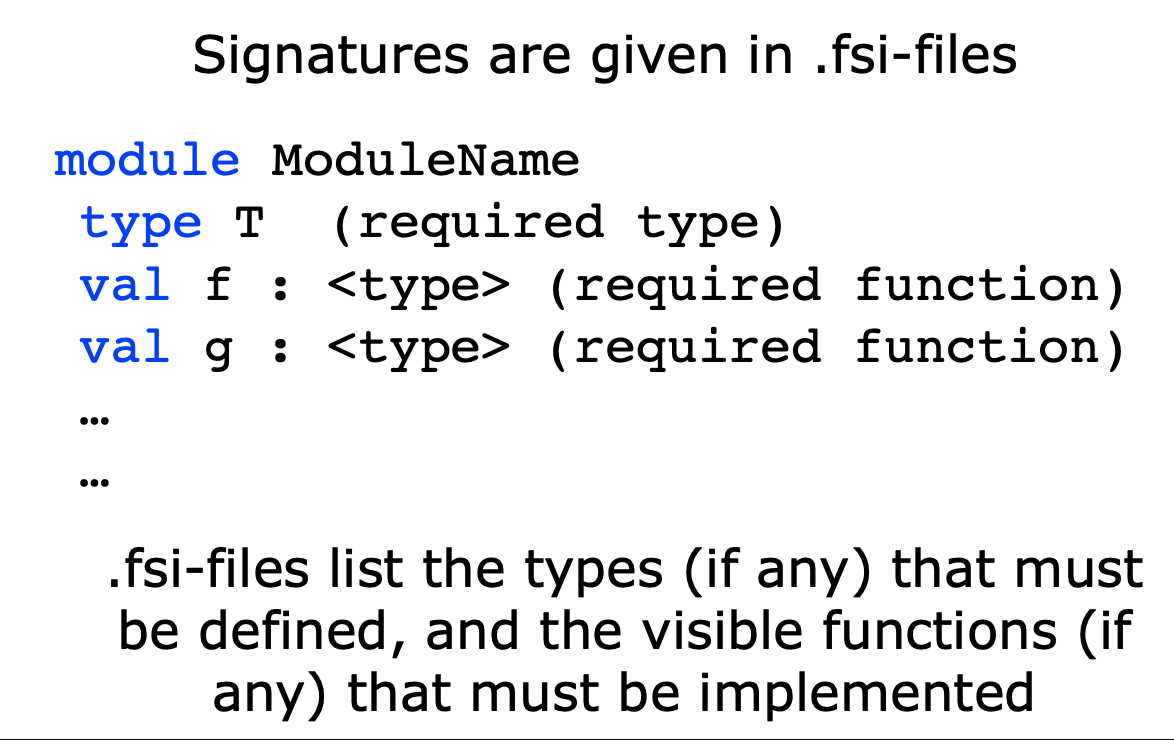 Signatures are given in .fsi-files
module ModuleName
type T (required type)
val f : <type> (required function)
val g : <type> (required function)
…
…
.fsi-files list the types (if any) that must
be defined, and the visible functions (if
any) that must be implemented